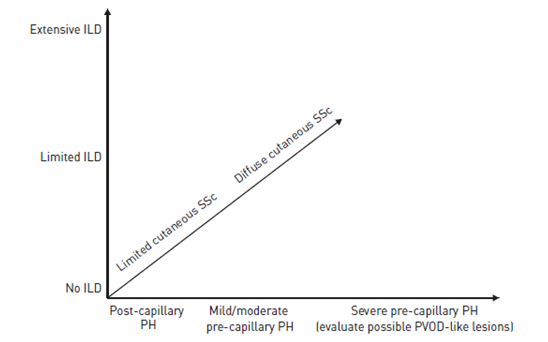 Extensive ILD
Diffuse cutaneous SSc
Limited ILD
Limited cutaneous SSc
No ILD
Post-capillary
PH
Mild/moderate
pre-capillary PH
Severe pre-capillary PH
(evaluate possible PVOD-like lesions)